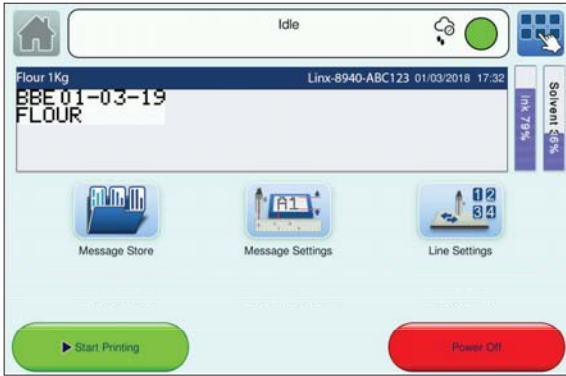 Idle
Flour 1Kg Linx-8940-ABC123 01/03/2018 17:32
BBE 01-03-19
FLOUR
Ink 79%
Solvent 36%
A1
1 2
3 4
Message Store Message Settings Line Settings
Start Printing Power Off